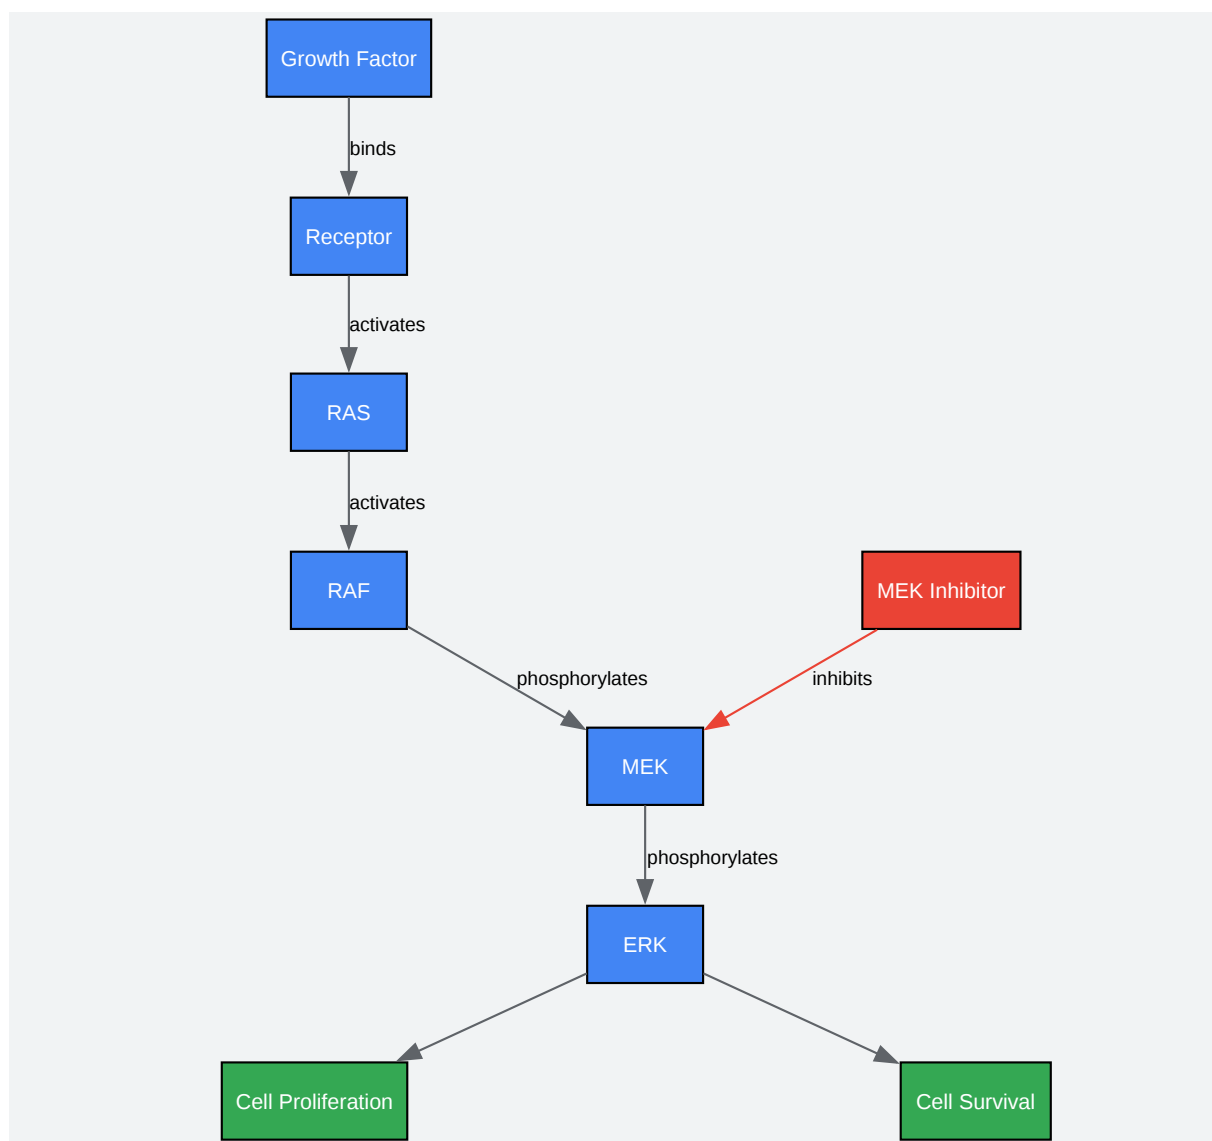 Growth Factor
binds
Receptor
activates
RAS
activates
RAF
MEK Inhibitor
phosphorylates
inhibits
MEK
phosphorylates
ERK
Cell Proliferation
Cell Survival